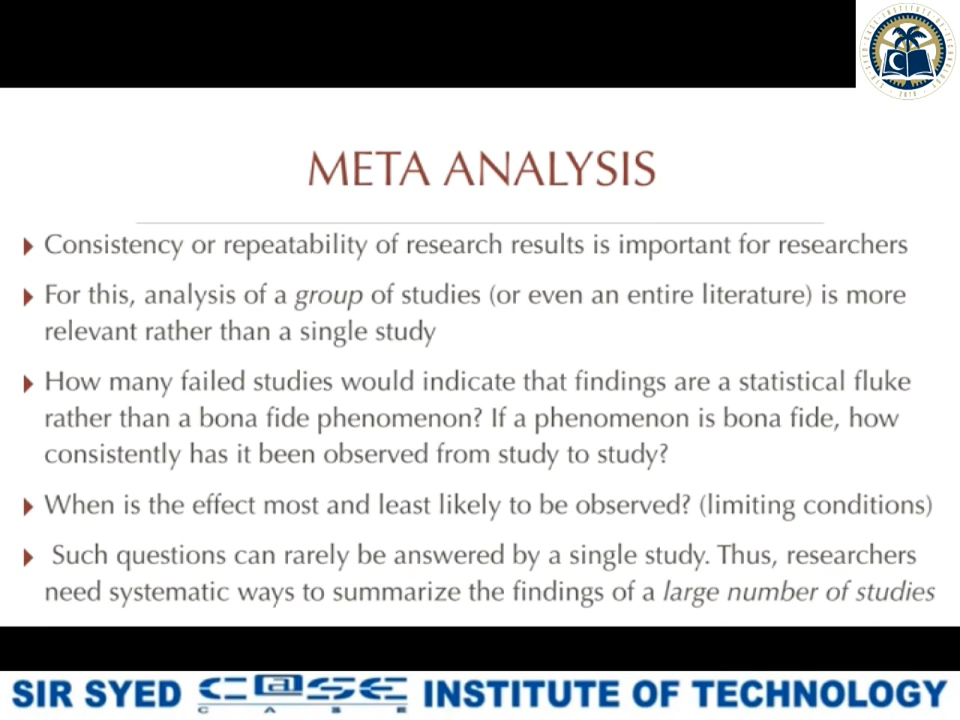 META ANALYSIS
Consistency or repeatability of research results is important for researchers
For this, analysis of a group of studies (or even an entire literature) is more
relevant rather than a single study
How many failed studies would indicate that findings are a statistical fluke
rather than a bona fide phenomenon? If a phenomenon is bona fide, how
consistently has it been observed from study to study?
When is the effect most and least likely to be observed? (limiting conditions)
Such questions can rarely be answered by a single study. Thus, researchers
need systematic ways to summarize the findings of a large number of studies
SIR SYED C@SE INSTITUTE OF TECHNOLOGY
C A S E